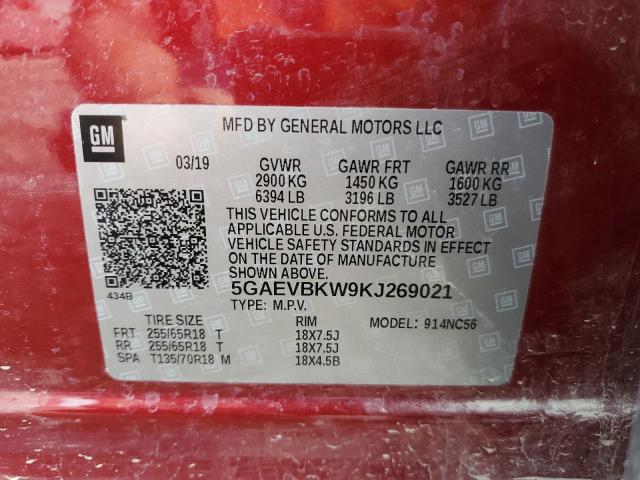 GM
MFD BY GENERAL MOTORS LLC
03/19 GVWR GAWR FRT GAWR RR
2900 KG 1450 KG 1600 KG
6394 LB 3196 LB 3527 LB
THIS VEHICLE CONFORMS TO ALL
APPLICABLE U.S. FEDERAL MOTOR
VEHICLE SAFETY STANDARDS IN EFFECT
ON THE DATE OF MANUFACTURE.
434B
5GAEVBKW9KJ269021
TYPE: M.P.V.
TIRE SIZE RIM MODEL: 914NC56
FRT 255/65R18 T 18X7.5J
RR 255/65R18 T 18X7.5J
SPA T135/70R18 M 18X4.5B